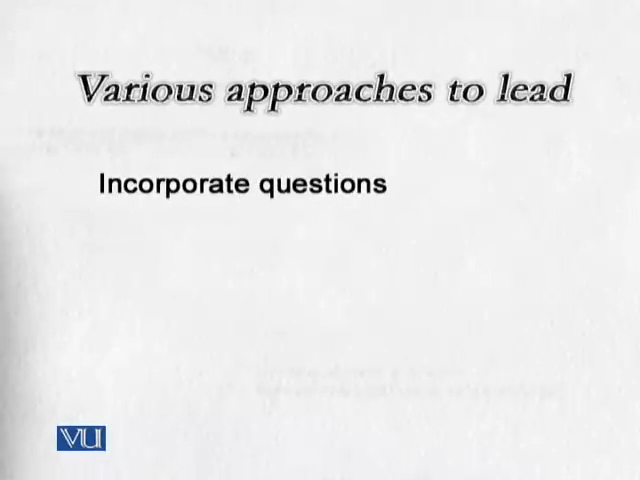 Various approaches to lead
Incorporate questions
VU